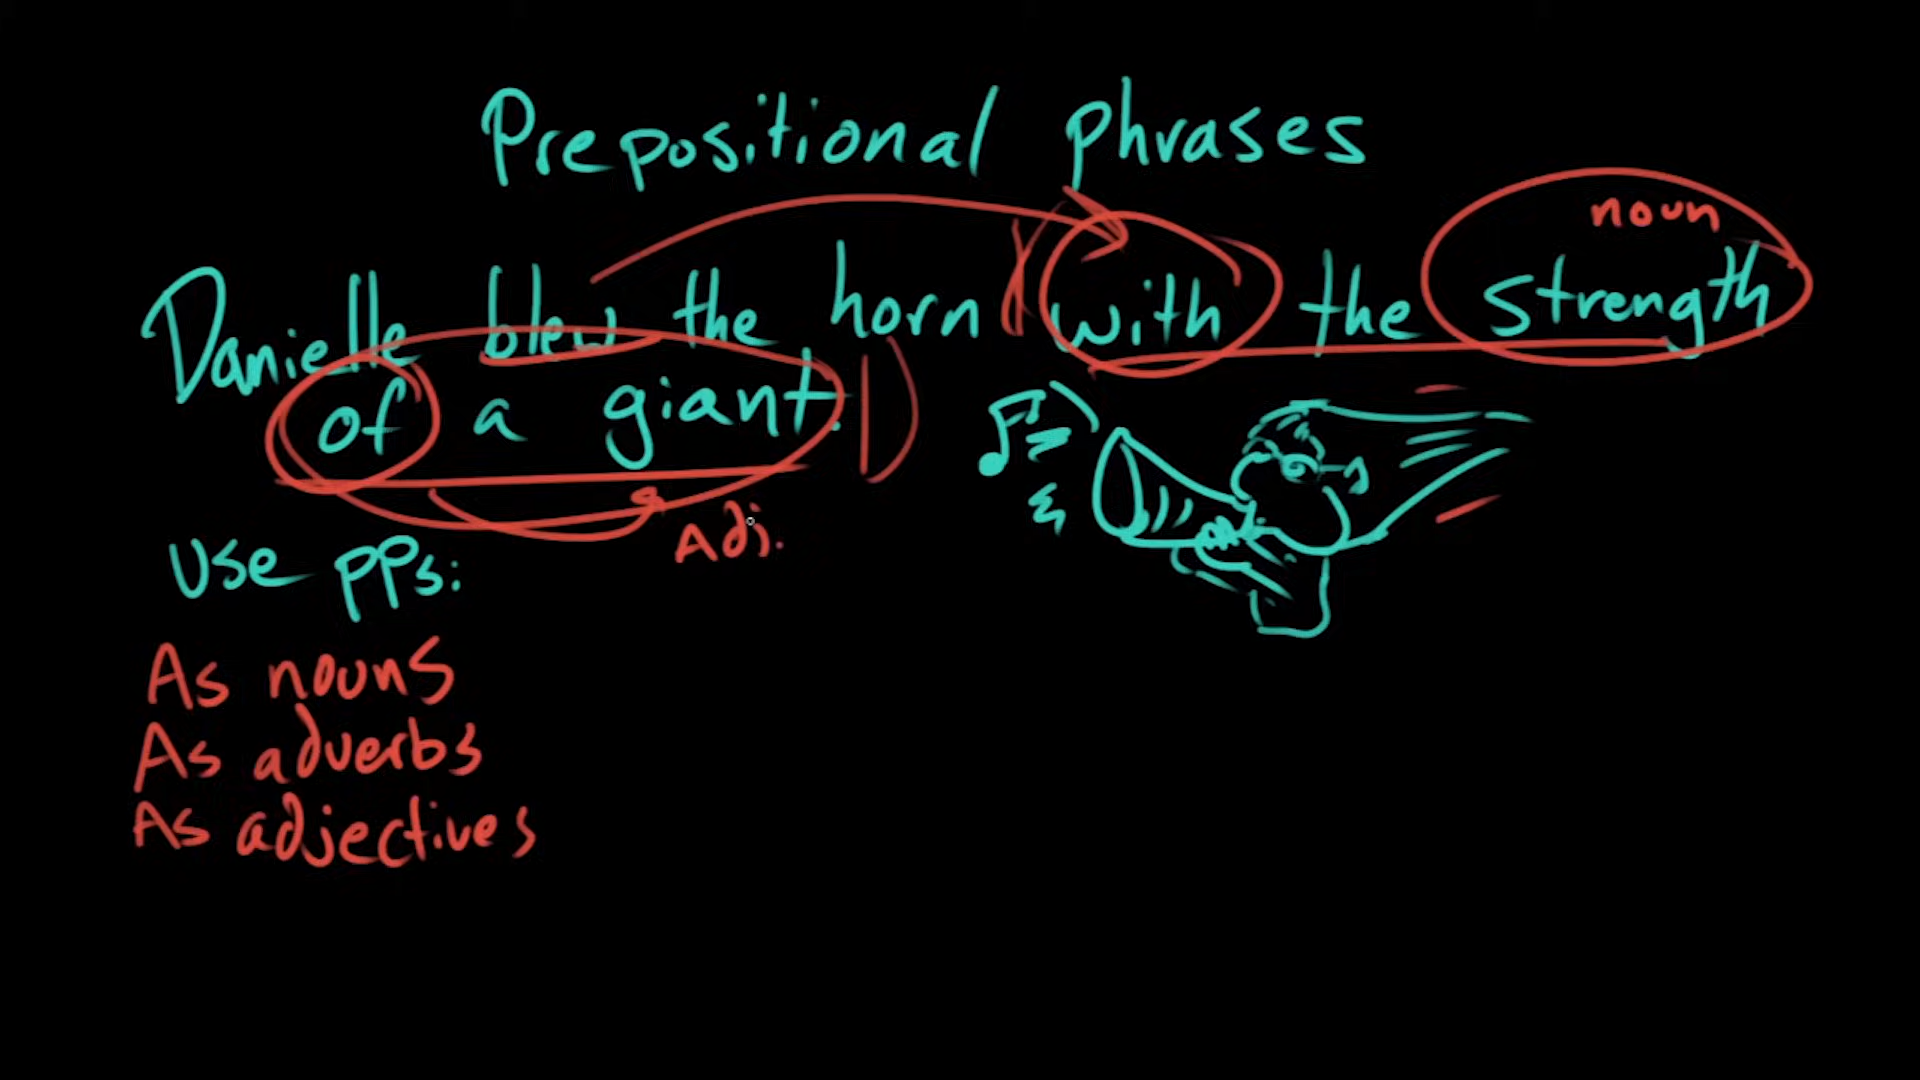 Prepositional phrases
noun
Danielle blew the horn with the strength
of a giant.
Adj.
Use PPs:
As nouns
As adverbs
As adjectives